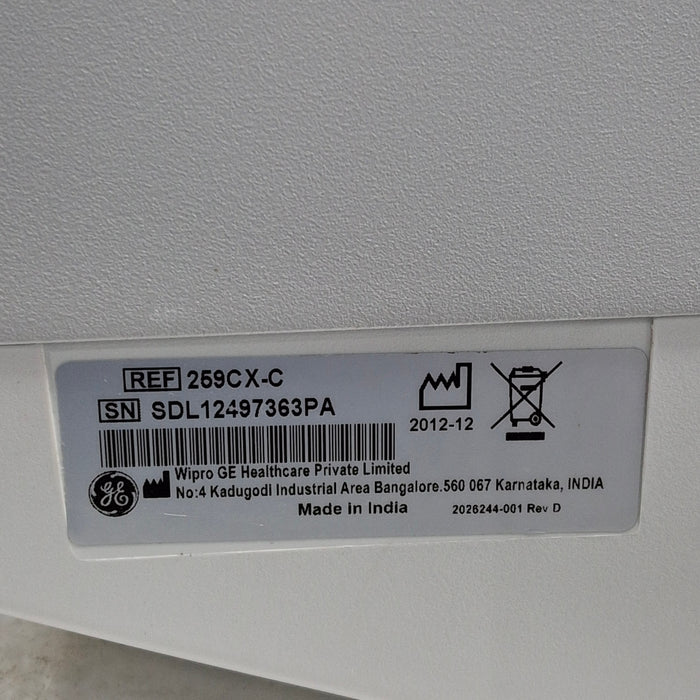 REF 259CX-C
SN SDL12497363PA
2012-12
GE
Wipro GE Healthcare Private Limited
No:4 Kadugodi Industrial Area Bangalore.560 067 Karnataka, INDIA
Made in India
2026244-001 Rev D